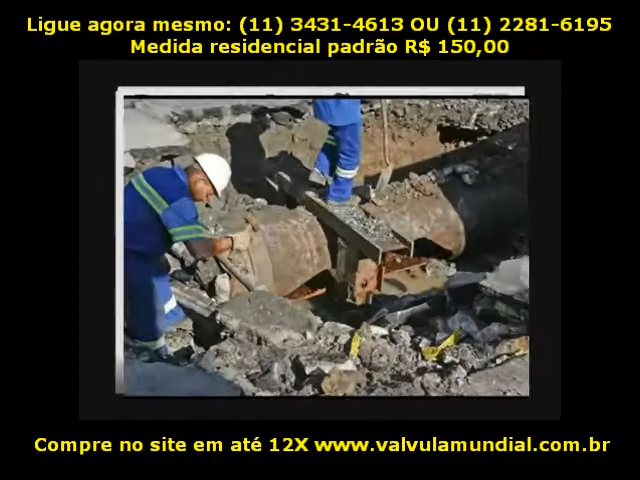 Ligue agora mesmo: (11) 3431-4613 OU (11) 2281-6195
Medida residencial padrão R$ 150,00
Compre no site em até 12X www.valvulamundial.com.br